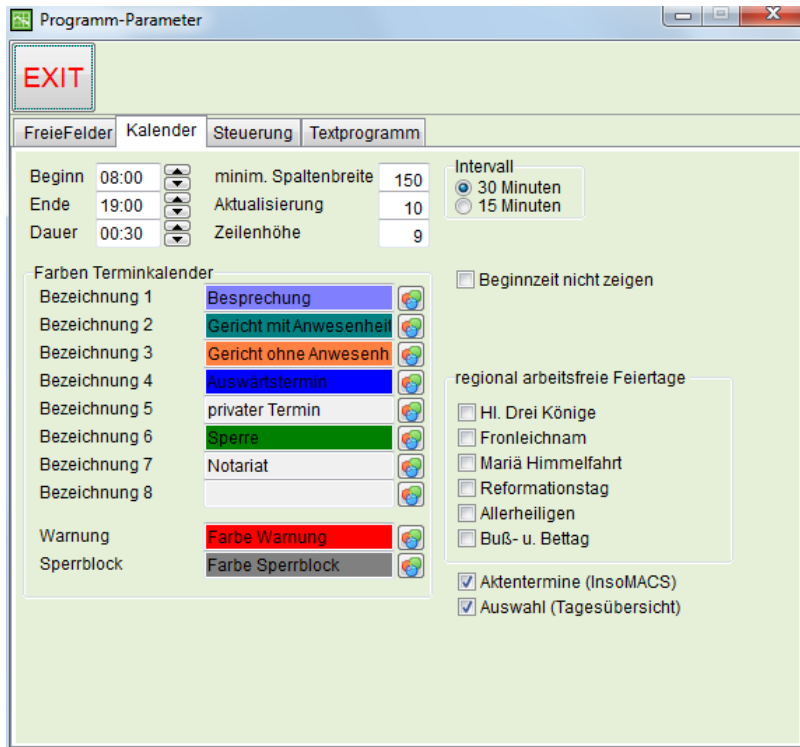 Programm-Parameter
EXIT
FreieFelder Kalender Steuerung Textprogramm
Beginn 08:00 minim. Spaltenbreite 150
Ende 19:00 Aktualisierung 10
Dauer 00:30 Zeilenhöhe 9
Intervall
30 Minuten
15 Minuten
Farben Terminkalender
Bezeichnung 1 Besprechung
Bezeichnung 2 Gericht mit Anwesenheit
Bezeichnung 3 Gericht ohne Anwesenh
Bezeichnung 4 Auswärtstermin
Bezeichnung 5 privater Termin
Bezeichnung 6 Sperre
Bezeichnung 7 Notariat
Bezeichnung 8
Warnung Farbe Warnung
Sperrblock Farbe Sperrblock
Beginnzeit nicht zeigen
regional arbeitsfreie Feiertage
Hl. Drei Könige
Fronleichnam
Mariä Himmelfahrt
Reformationstag
Allerheiligen
Buß- u. Bettag
Aktentermine (InsoMACS)
Auswahl (Tagesübersicht)